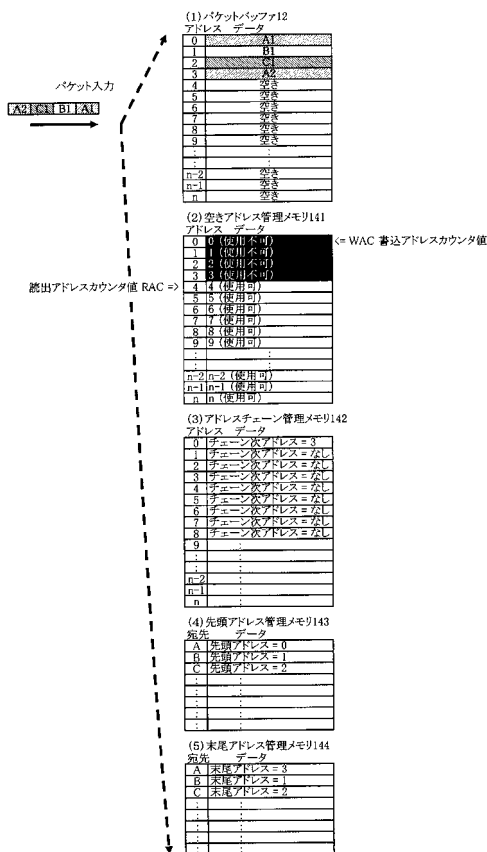 (1)パケットバッファ12
アドレス データ
0 A1
1 B1
2 C1
3 A2
4 空き
5 空き
6 空き
7 空き
8 空き
9 空き
: :
: :
n-2 空き
n-1 空き
n 空き
パケット入力
A2 C1 B1 A1
(2)空きアドレス管理メモリ141
アドレス データ
0 0 (使用不可) <= WAC 書込アドレスカウンタ値
1 1 (使用不可)
2 2 (使用不可)
3 3 (使用不可)
読出アドレスカウンタ値 RAC => 4 4 (使用可)
5 5 (使用可)
6 6 (使用可)
7 7 (使用可)
8 8 (使用可)
9 9 (使用可)
: :
: :
n-2 n-2 (使用可)
n-1 n-1 (使用可)
n n (使用可)
(3)アドレスチェーン管理メモリ142
アドレス データ
0 チェーン次アドレス = 3
1 チェーン次アドレス = なし
2 チェーン次アドレス = なし
3 チェーン次アドレス = なし
4 チェーン次アドレス = なし
5 チェーン次アドレス = なし
6 チェーン次アドレス = なし
7 チェーン次アドレス = なし
8 チェーン次アドレス = なし
9 :
: :
: :
n-2 :
n-1 :
n :
(4)先頭アドレス管理メモリ143
宛先 データ
A 先頭アドレス = 0
B 先頭アドレス = 1
C 先頭アドレス = 2
: :
: :
: :
: :
: :
(5)末尾アドレス管理メモリ144
宛先 データ
A 末尾アドレス = 3
B 末尾アドレス = 1
C 末尾アドレス = 2
: :
: :
: :
: :
: :